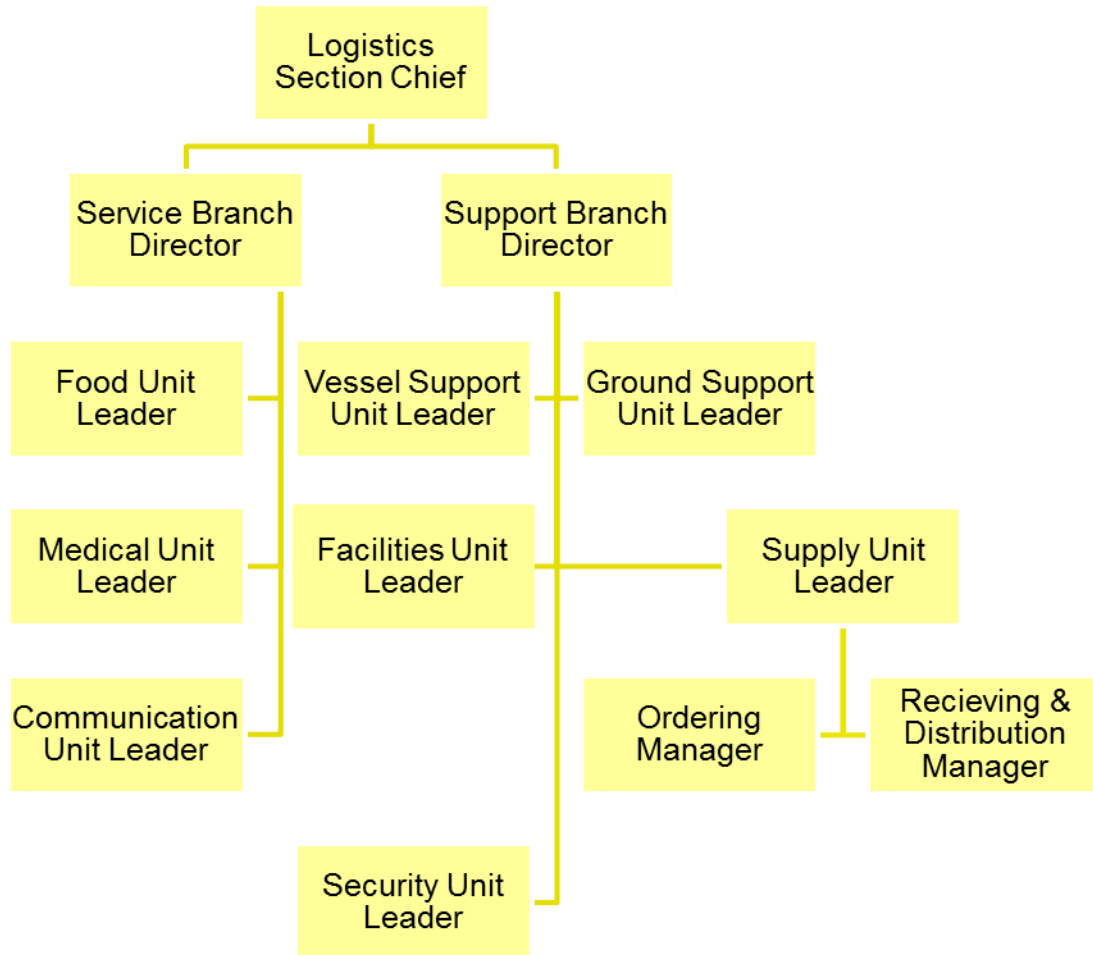 Logistics
Section Chief
Service Branch
Director
Support Branch
Director
Food Unit
Leader
Vessel Support
Unit Leader
Ground Support
Unit Leader
Medical Unit
Leader
Facilities Unit
Leader
Supply Unit
Leader
Communication
Unit Leader
Ordering
Manager
Recieving &
Distribution
Manager
Security Unit
Leader